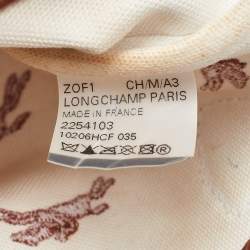 ZOF1 CH/M/A3
LONGCHAMP PARIS
MADE IN FRANCE
2254103
10206HCF 035